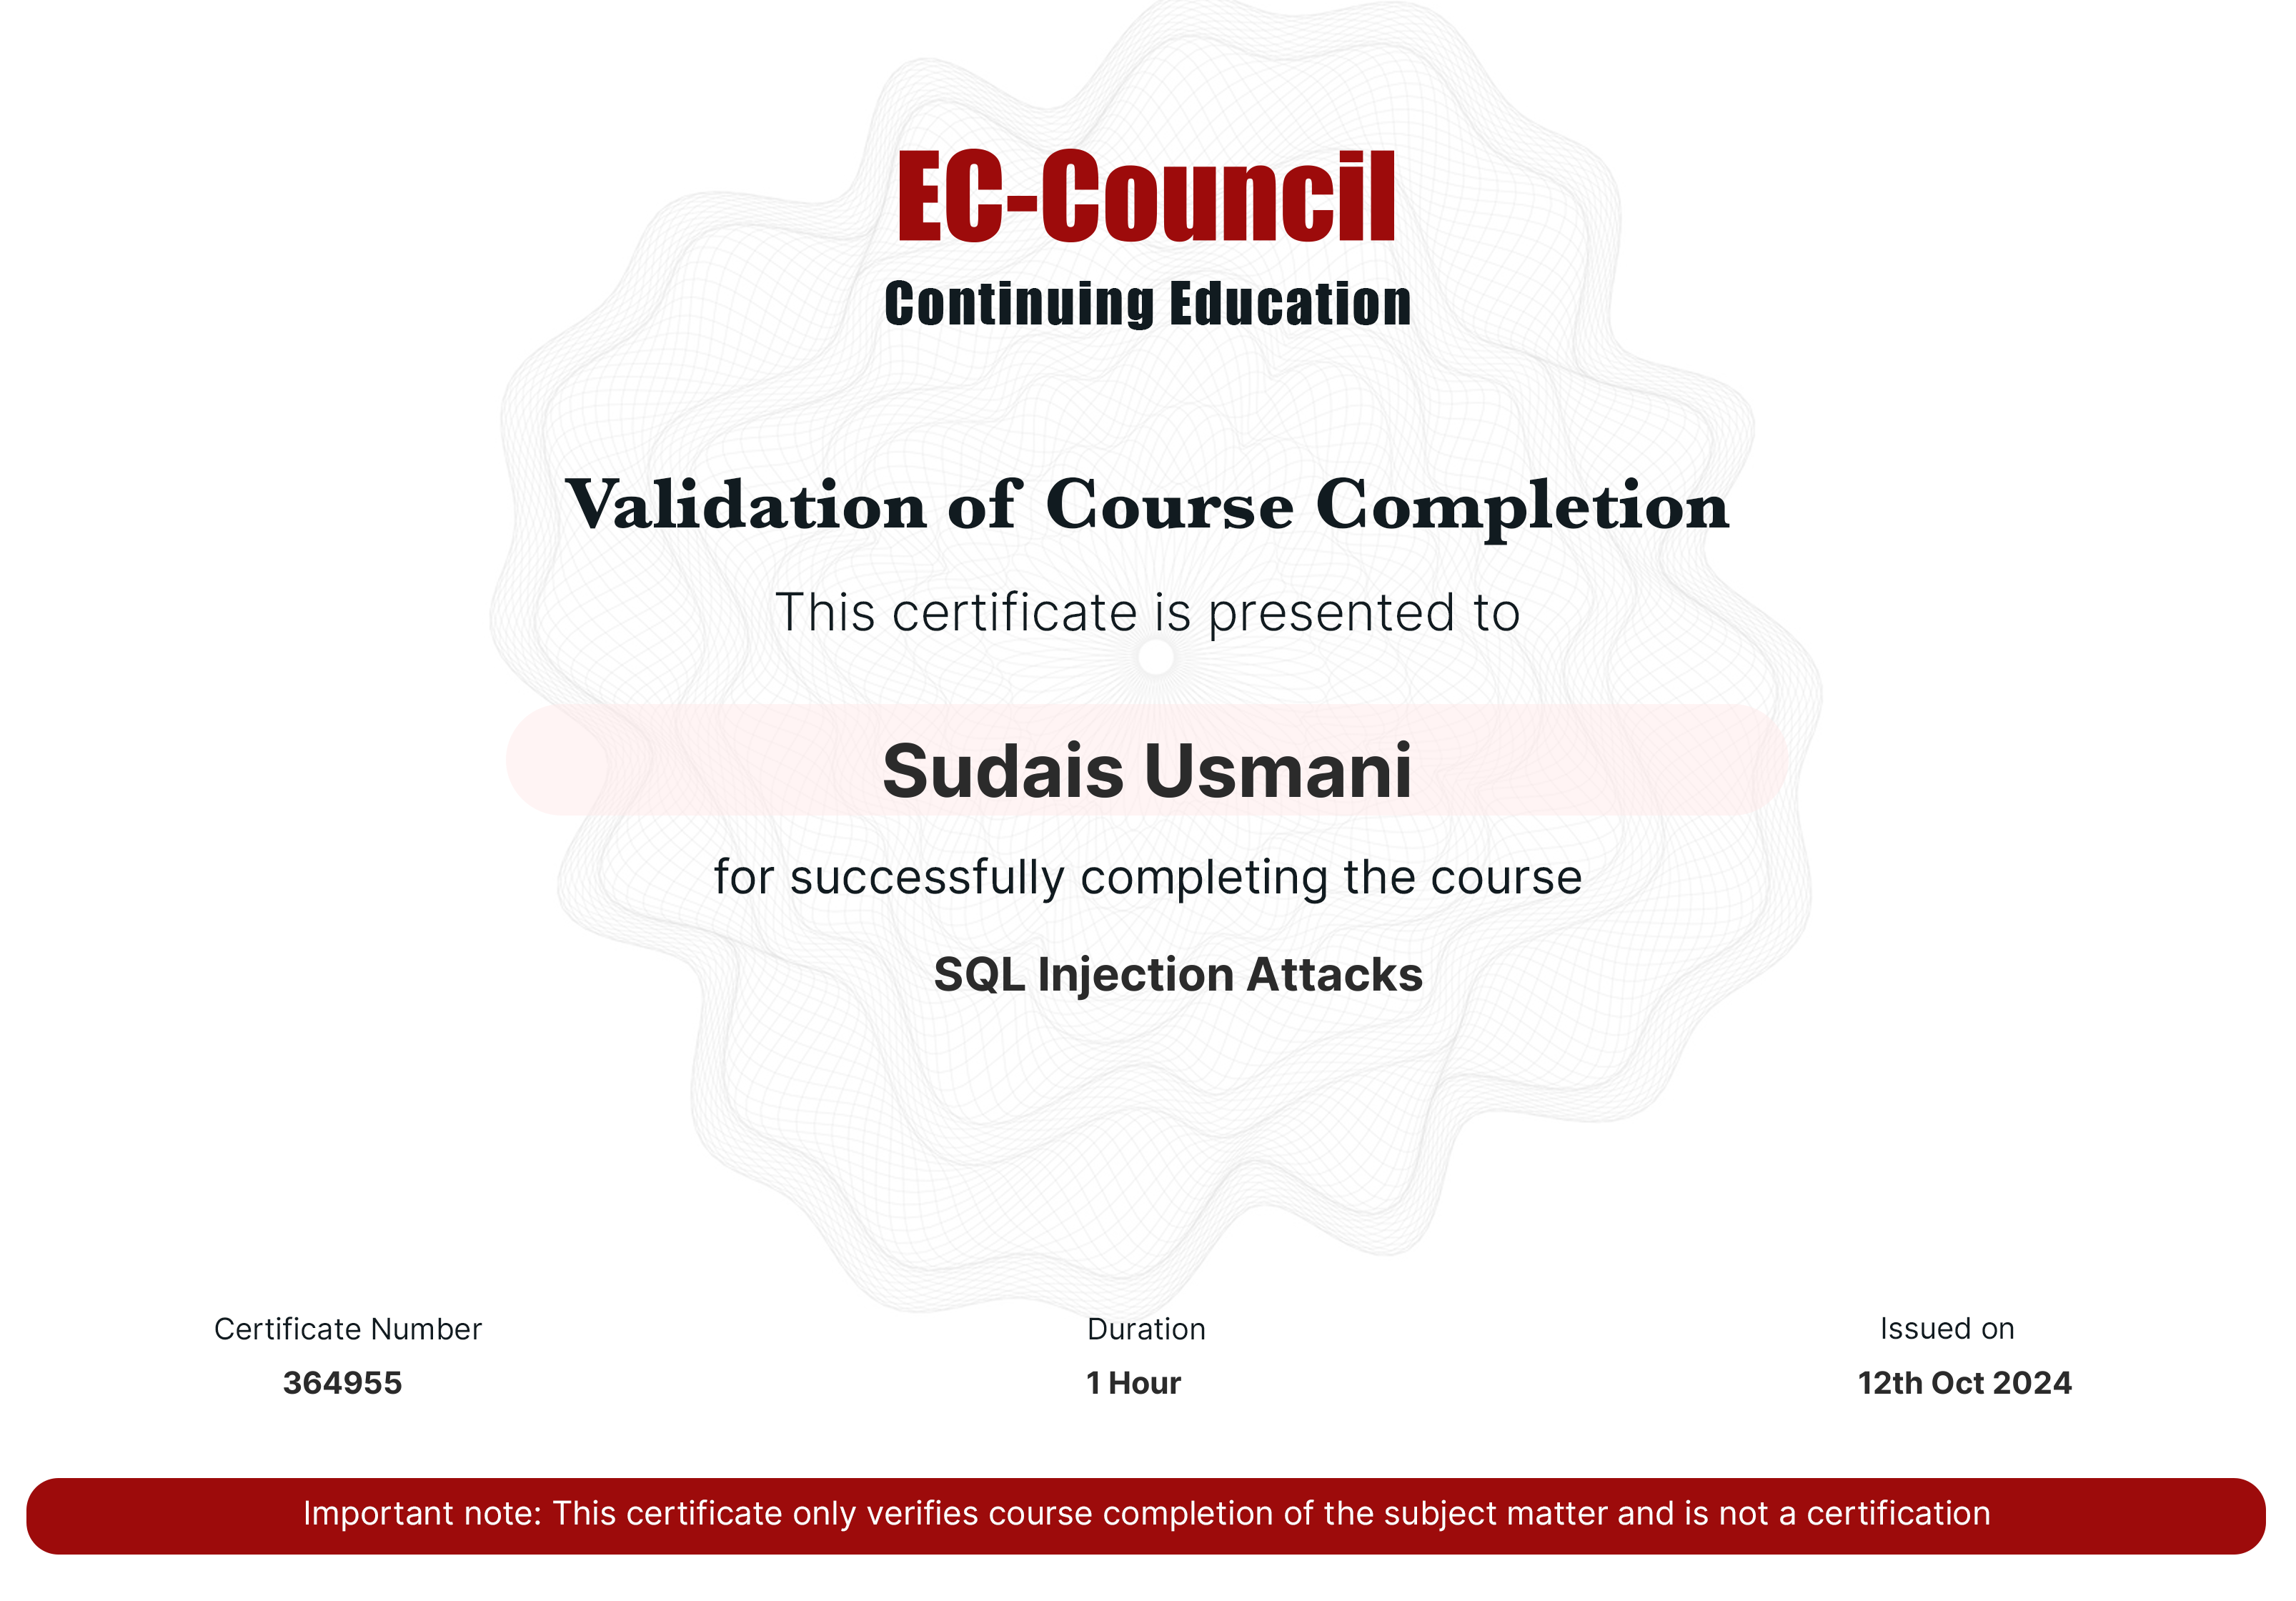 EC-Council
Continuing Education
Validation of Course Completion
This certificate is presented to
Sudais Usmani
for successfully completing the course
SQL Injection Attacks
Certificate Number
364955
Duration
1 Hour
Issued on
12th Oct 2024
Important note: This certificate only verifies course completion of the subject matter and is not a certification